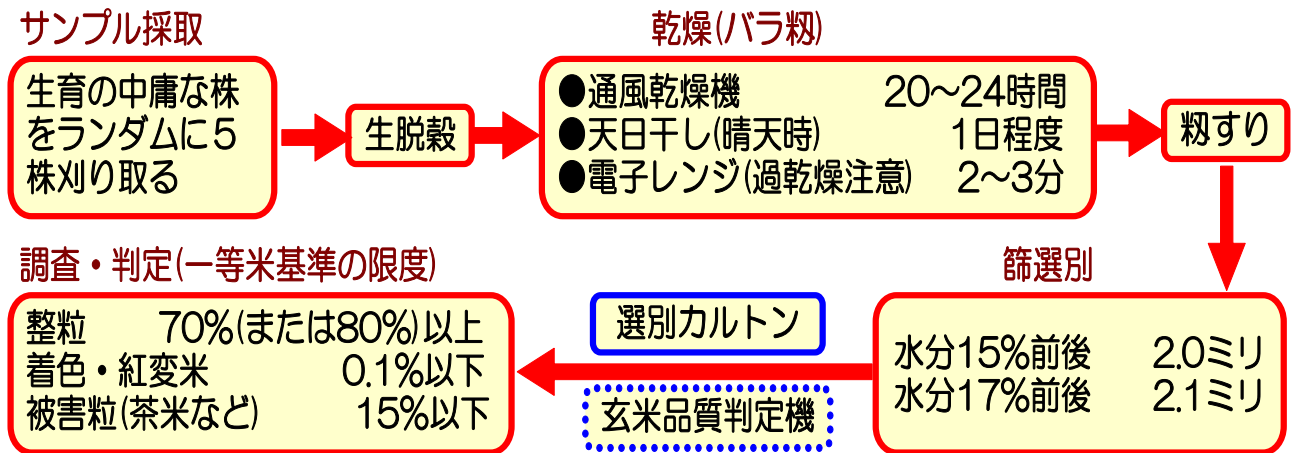 サンプル採取
生育の中庸な株
をランダムに５
株刈り取る
生脱穀
乾燥(バラ籾)
●通風乾燥機 20～24時間
●天日干し(晴天時) 1日程度
●電子レンジ(過乾燥注意) 2～3分
籾すり
篩選別
水分15%前後 2.0ミリ
水分17%前後 2.1ミリ
選別カルトン
玄米品質判定機
調査・判定(一等米基準の限度)
整粒 70%(または80%)以上
着色・紅変米 0.1%以下
被害粒(茶米など) 15%以下